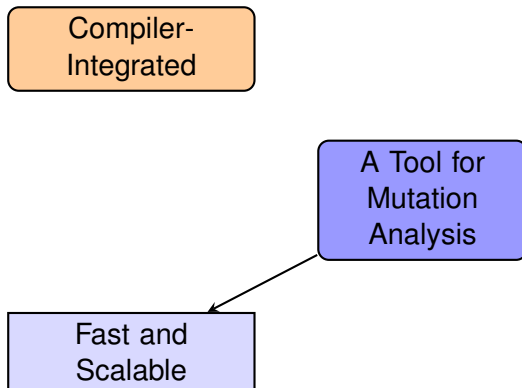 Compiler-
Integrated
A Tool for
Mutation
Analysis
Fast and
Scalable